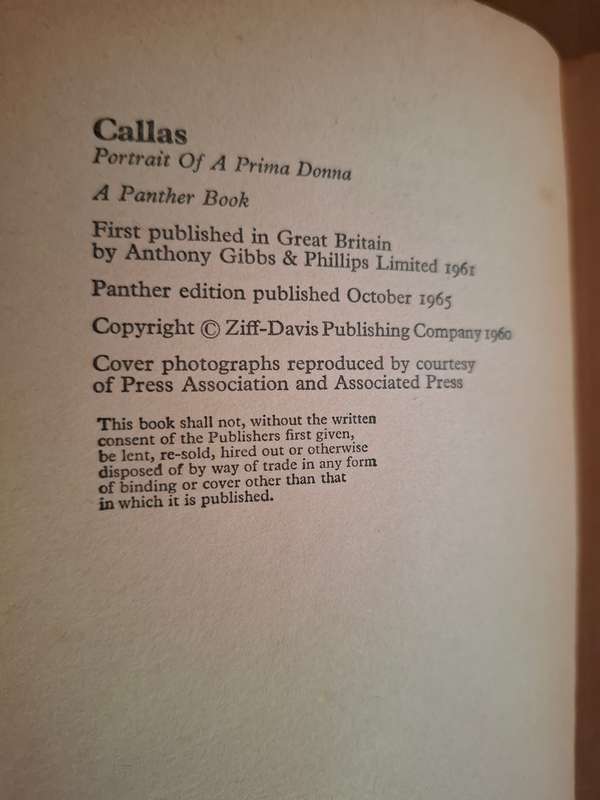 Callas
Portrait Of A Prima Donna
A Panther Book
First published in Great Britain
by Anthony Gibbs & Phillips Limited 1961
Panther edition published October 1965
Copyright © Ziff-Davis Publishing Company 1960
Cover photographs reproduced by courtesy
of Press Association and Associated Press
This book shall not, without the written
consent of the Publishers first given,
be lent, re-sold, hired out or otherwise
disposed of by way of trade in any form
of binding or cover other than that
in which it is published.